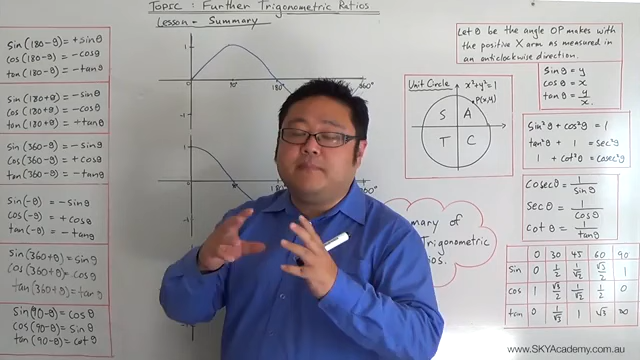 TOPIC: Further Trigonometric Ratios
Lesson - Summary
sin(180-θ) = +sinθ
cos(180-θ) = -cosθ
tan(180-θ) = -tanθ
sin(180+θ) = -sinθ
cos(180+θ) = -cosθ
tan(180+θ) = +tanθ
sin(360-θ) = -sinθ
cos(360-θ) = +cosθ
tan(360-θ) = -tanθ
sin(-θ) = -sinθ
cos(-θ) = +cosθ
tan(-θ) = -tanθ
sin(360+θ) = sinθ
cos(360+θ) = cosθ
tan(360+θ) = tanθ
sin(90-θ) = cosθ
cos(90-θ) = sinθ
tan(90-θ) = cotθ
1
90°
180°
360°
-1
1
360°
-1
Unit Circle
x²+y²=1
P(x,y)
S A
T C
mary of
Trigonometric
ios.
Let θ be the angle OP makes with
the positive X arm as measured in
an anticlockwise direction.
sinθ = y
cosθ = x
tanθ = y/x
sin²θ + cos²θ = 1
tan²θ + 1 = sec²θ
1 + cot²θ = cosec²θ
cosecθ = 1/sinθ
secθ = 1/cosθ
cotθ = 1/tanθ
0 30 45 60 90
sin 0 1/2 1/√2 √3/2 1
cos 1 √3/2 1/√2 1/2 0
tan 0 1/√3 1 √3 ∞
www.SKYAcademy.com.au